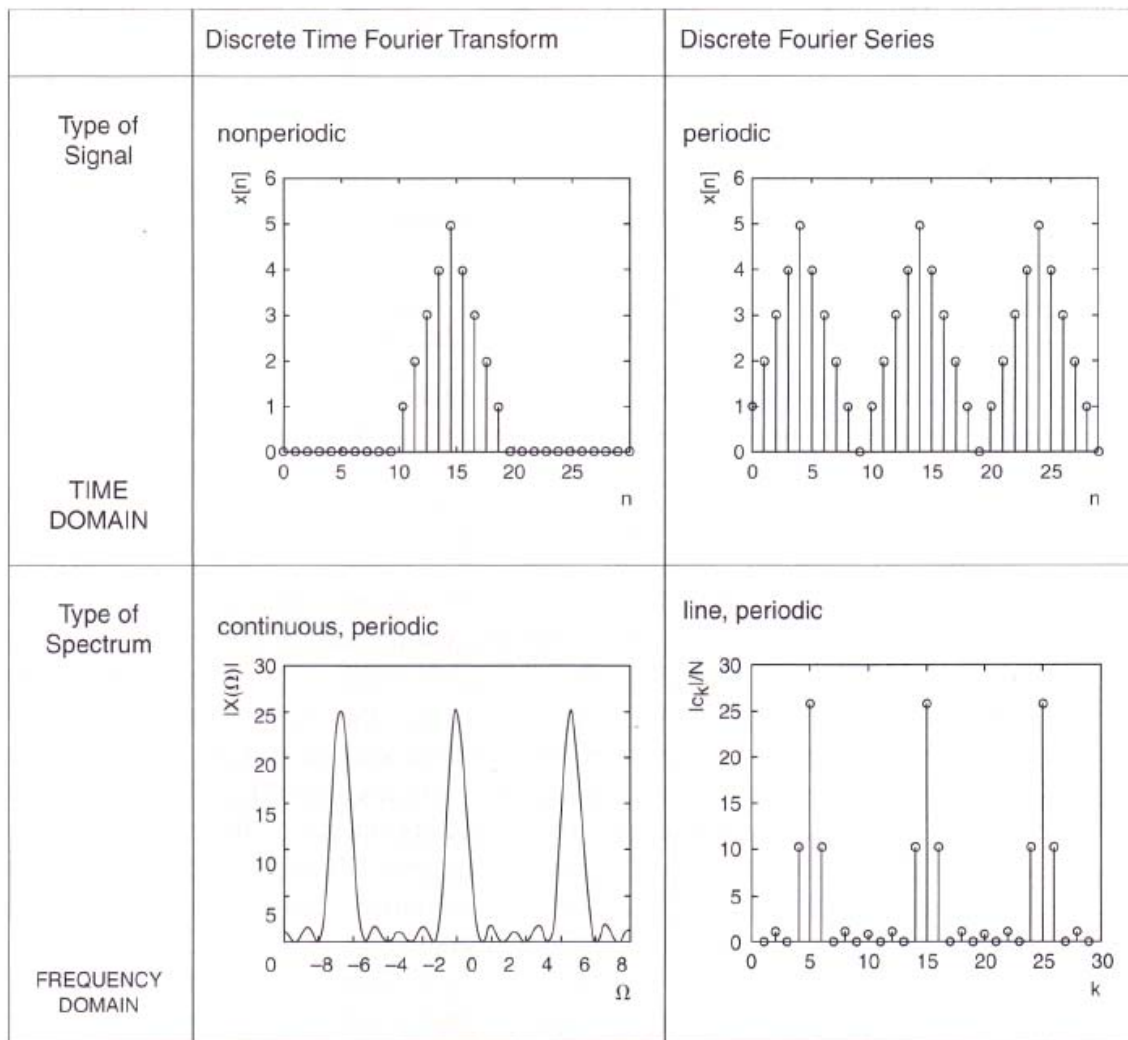 Discrete Time Fourier Transform
Discrete Fourier Series
Type of
Signal
TIME
DOMAIN
nonperiodic
x[n]
6
5
4
3
2
1
0
0 5 10 15 20 25
n
periodic
x[n]
6
5
4
3
2
1
0
0 5 10 15 20 25
n
Type of
Spectrum
FREQUENCY
DOMAIN
continuous, periodic
|X(Ω)|
30
25
20
15
10
5
0 −8 −6 −4 −2 0 2 4 6 8
Ω
line, periodic
|ck|/N
30
25
20
15
10
5
0
0 5 10 15 20 25 30
k